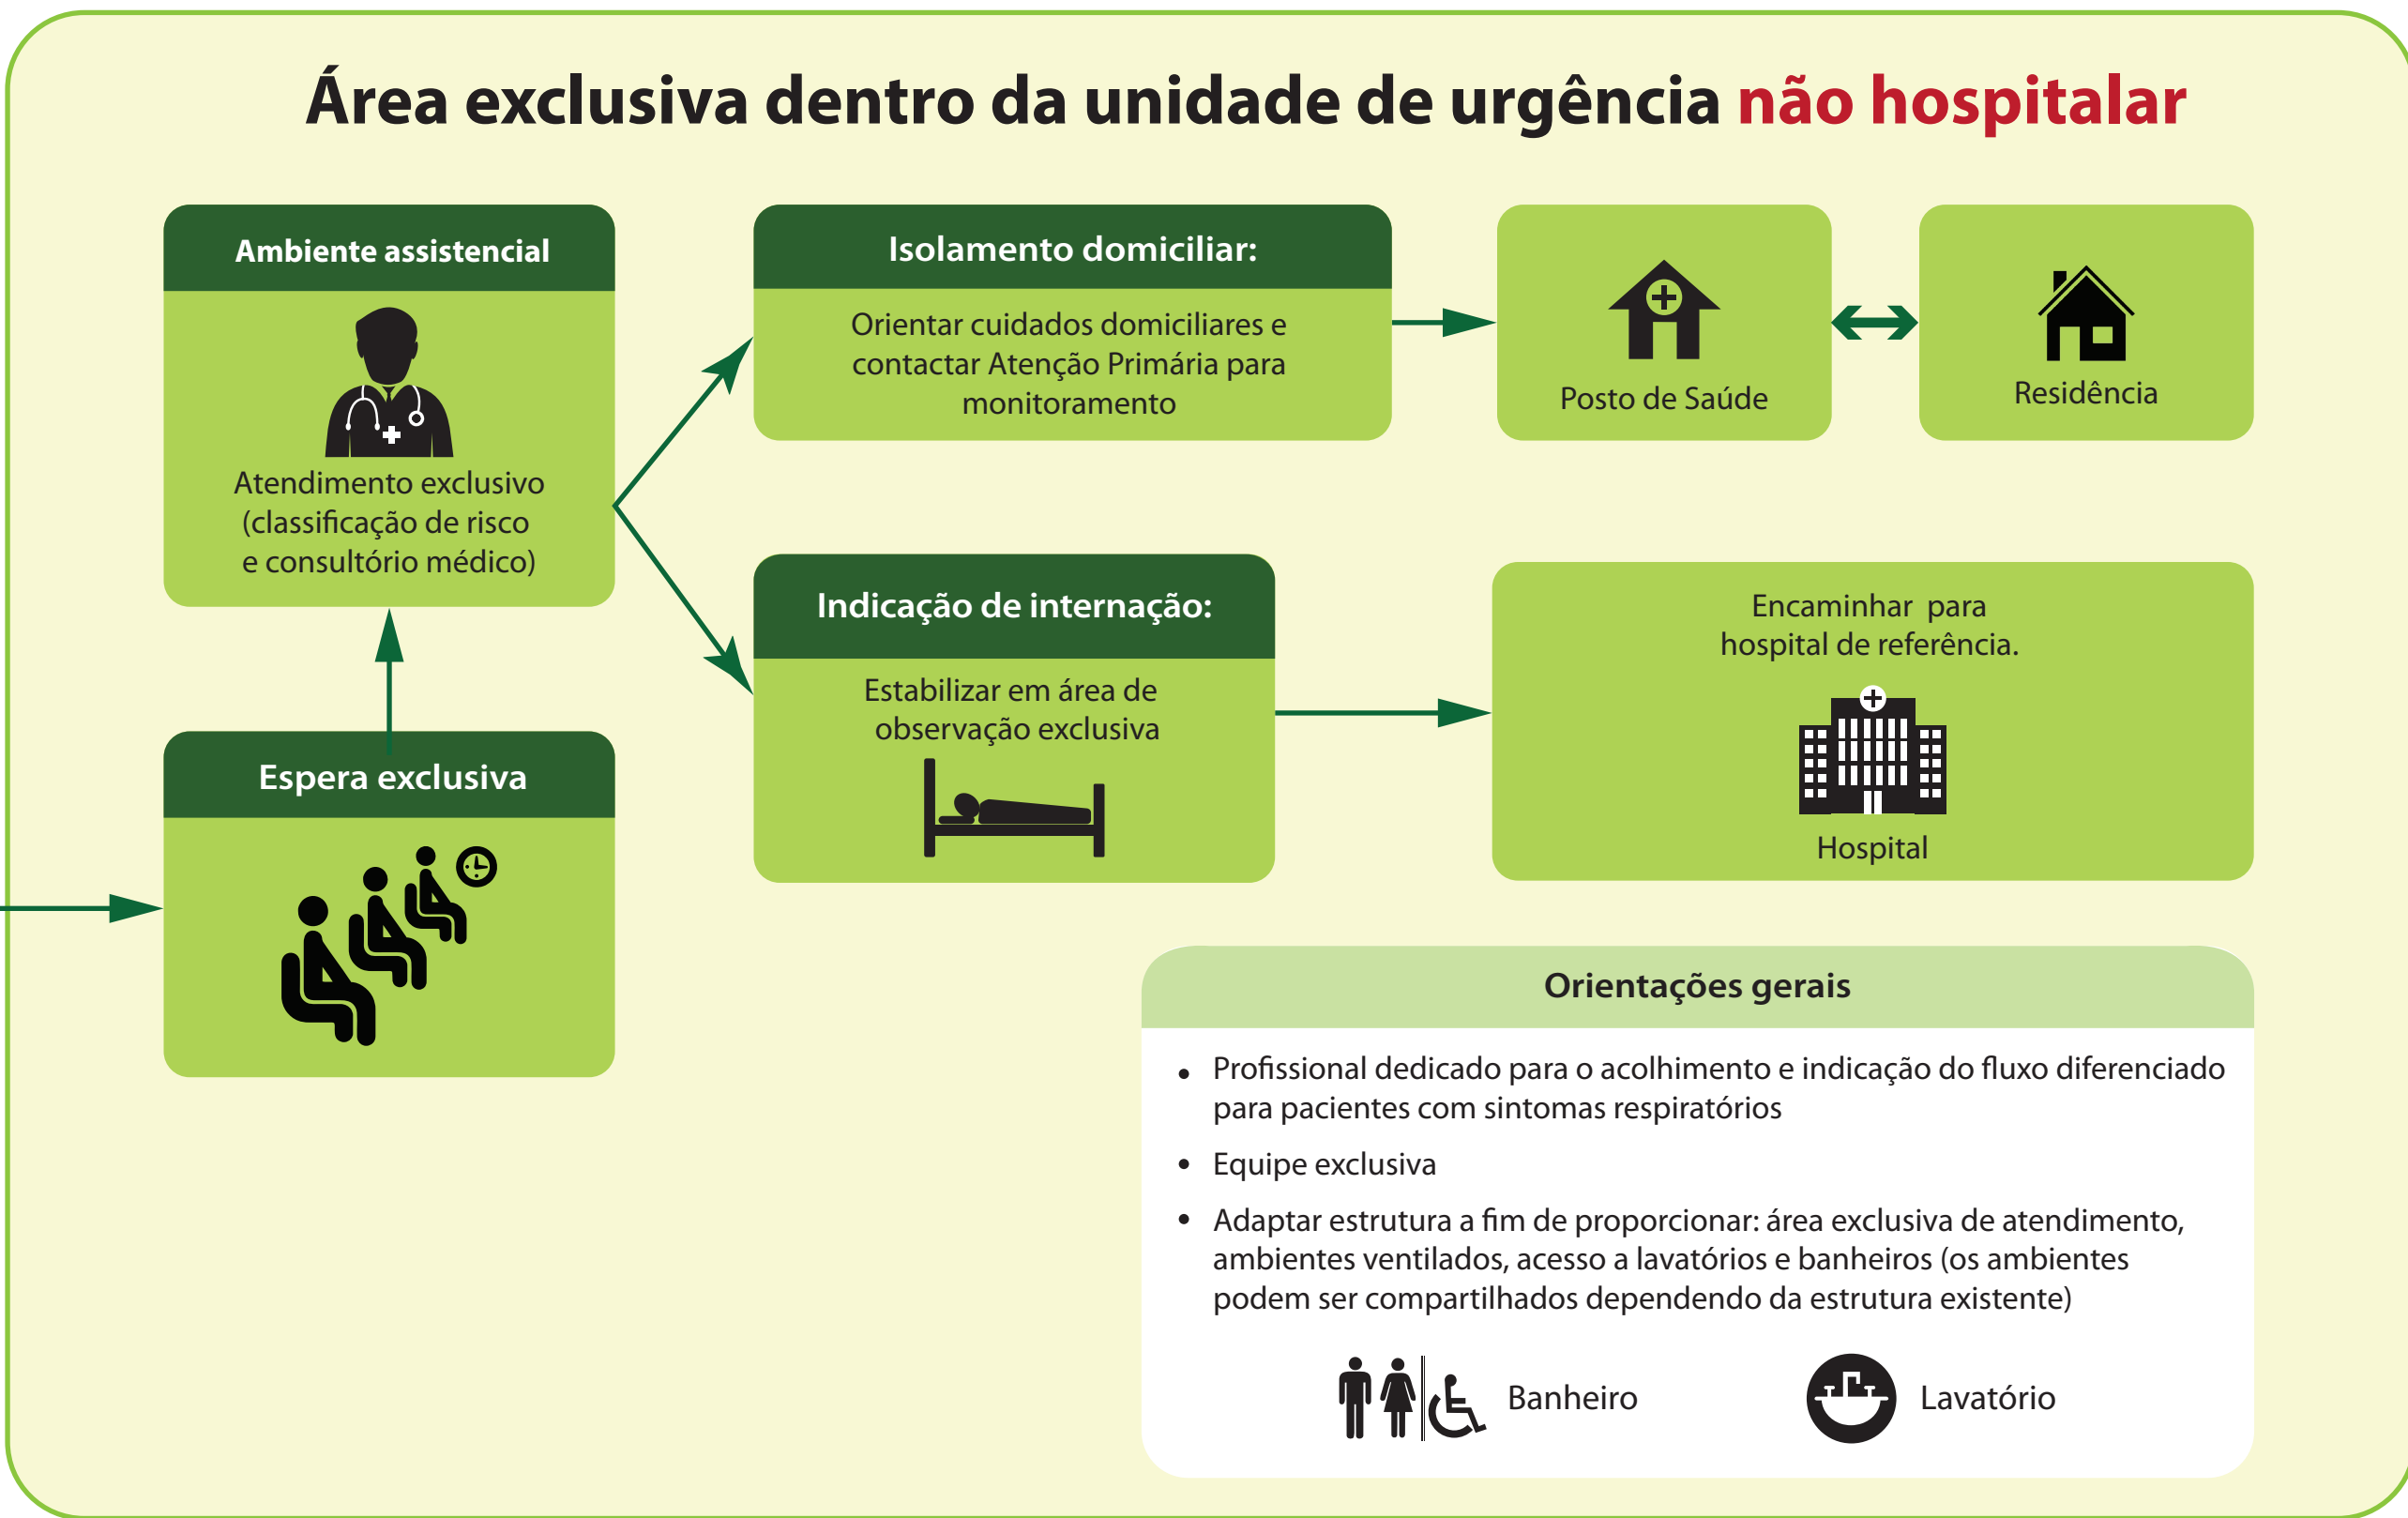 Área exclusiva dentro da unidade de urgência não hospitalar
Ambiente assistencial
Atendimento exclusivo
(classificação de risco
e consultório médico)
Isolamento domiciliar:
Orientar cuidados domiciliares e
contactar Atenção Primária para
monitoramento
Posto de Saúde
Residência
Espera exclusiva
Indicação de internação:
Estabilizar em área de
observação exclusiva
Encaminhar para
hospital de referência.
Hospital
Orientações gerais
• Profissional dedicado para o acolhimento e indicação do fluxo diferenciado
para pacientes com sintomas respiratórios
• Equipe exclusiva
• Adaptar estrutura a fim de proporcionar: área exclusiva de atendimento,
ambientes ventilados, acesso a lavatórios e banheiros (os ambientes
podem ser compartilhados dependendo da estrutura existente)
Banheiro
Lavatório